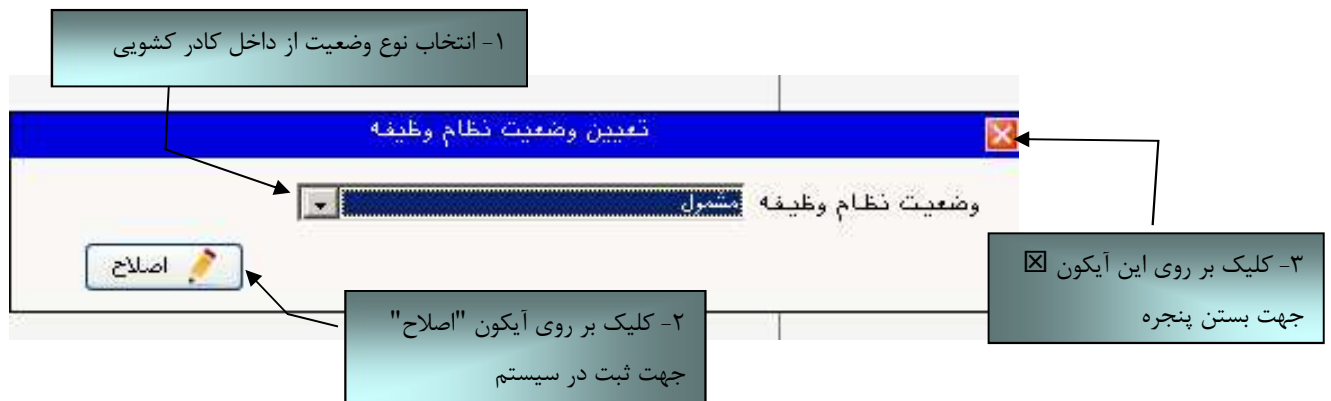 ۱- انتخاب نوع وضعیت از داخل کادر کشویی
تعیین وضعیت نظام وظیفه
وضعیت نظام وظیفه مشمول
اصلاح
۲- کلیک بر روی آیکون "اصلاح"
جهت ثبت در سیستم
۳- کلیک بر روی این آیکون ☒
جهت بستن پنجره